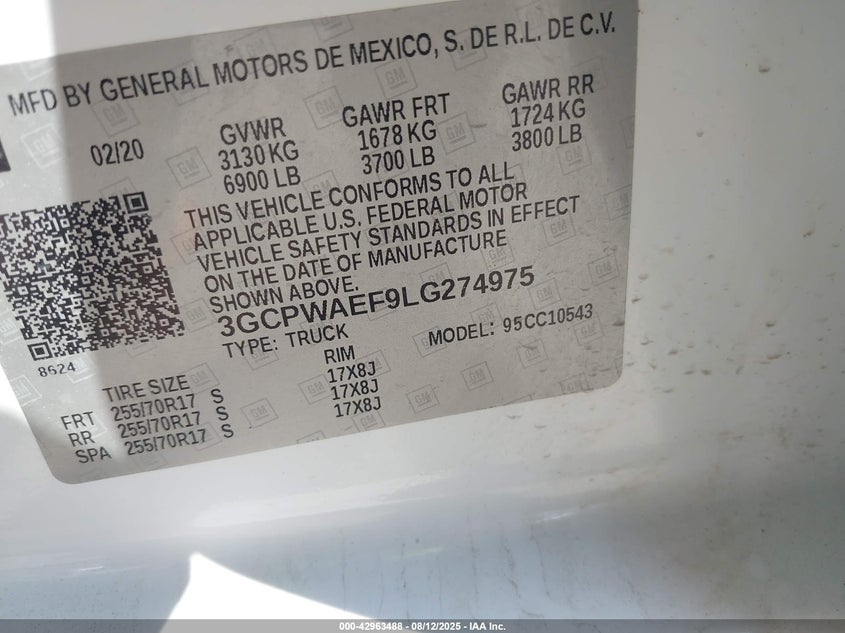 MFD BY GENERAL MOTORS DE MEXICO, S. DE R.L. DE C.V.
02/20
GVWR
3130 KG
6900 LB
GAWR FRT
1678 KG
3700 LB
GAWR RR
1724 KG
3800 LB
THIS VEHICLE CONFORMS TO ALL
APPLICABLE U.S. FEDERAL MOTOR
VEHICLE SAFETY STANDARDS IN EFFECT
ON THE DATE OF MANUFACTURE
SHOWN ABOVE.
3GCPWAEF9LG274975
TYPE: TRUCK
MODEL: 95CC10543
8624
TIRE SIZE
RIM
FRT 255/70R17 S 17X8J
RR 255/70R17 S 17X8J
SPA 255/70R17 S 17X8J
000-42963488 - 08/12/2025 - IAA Inc.